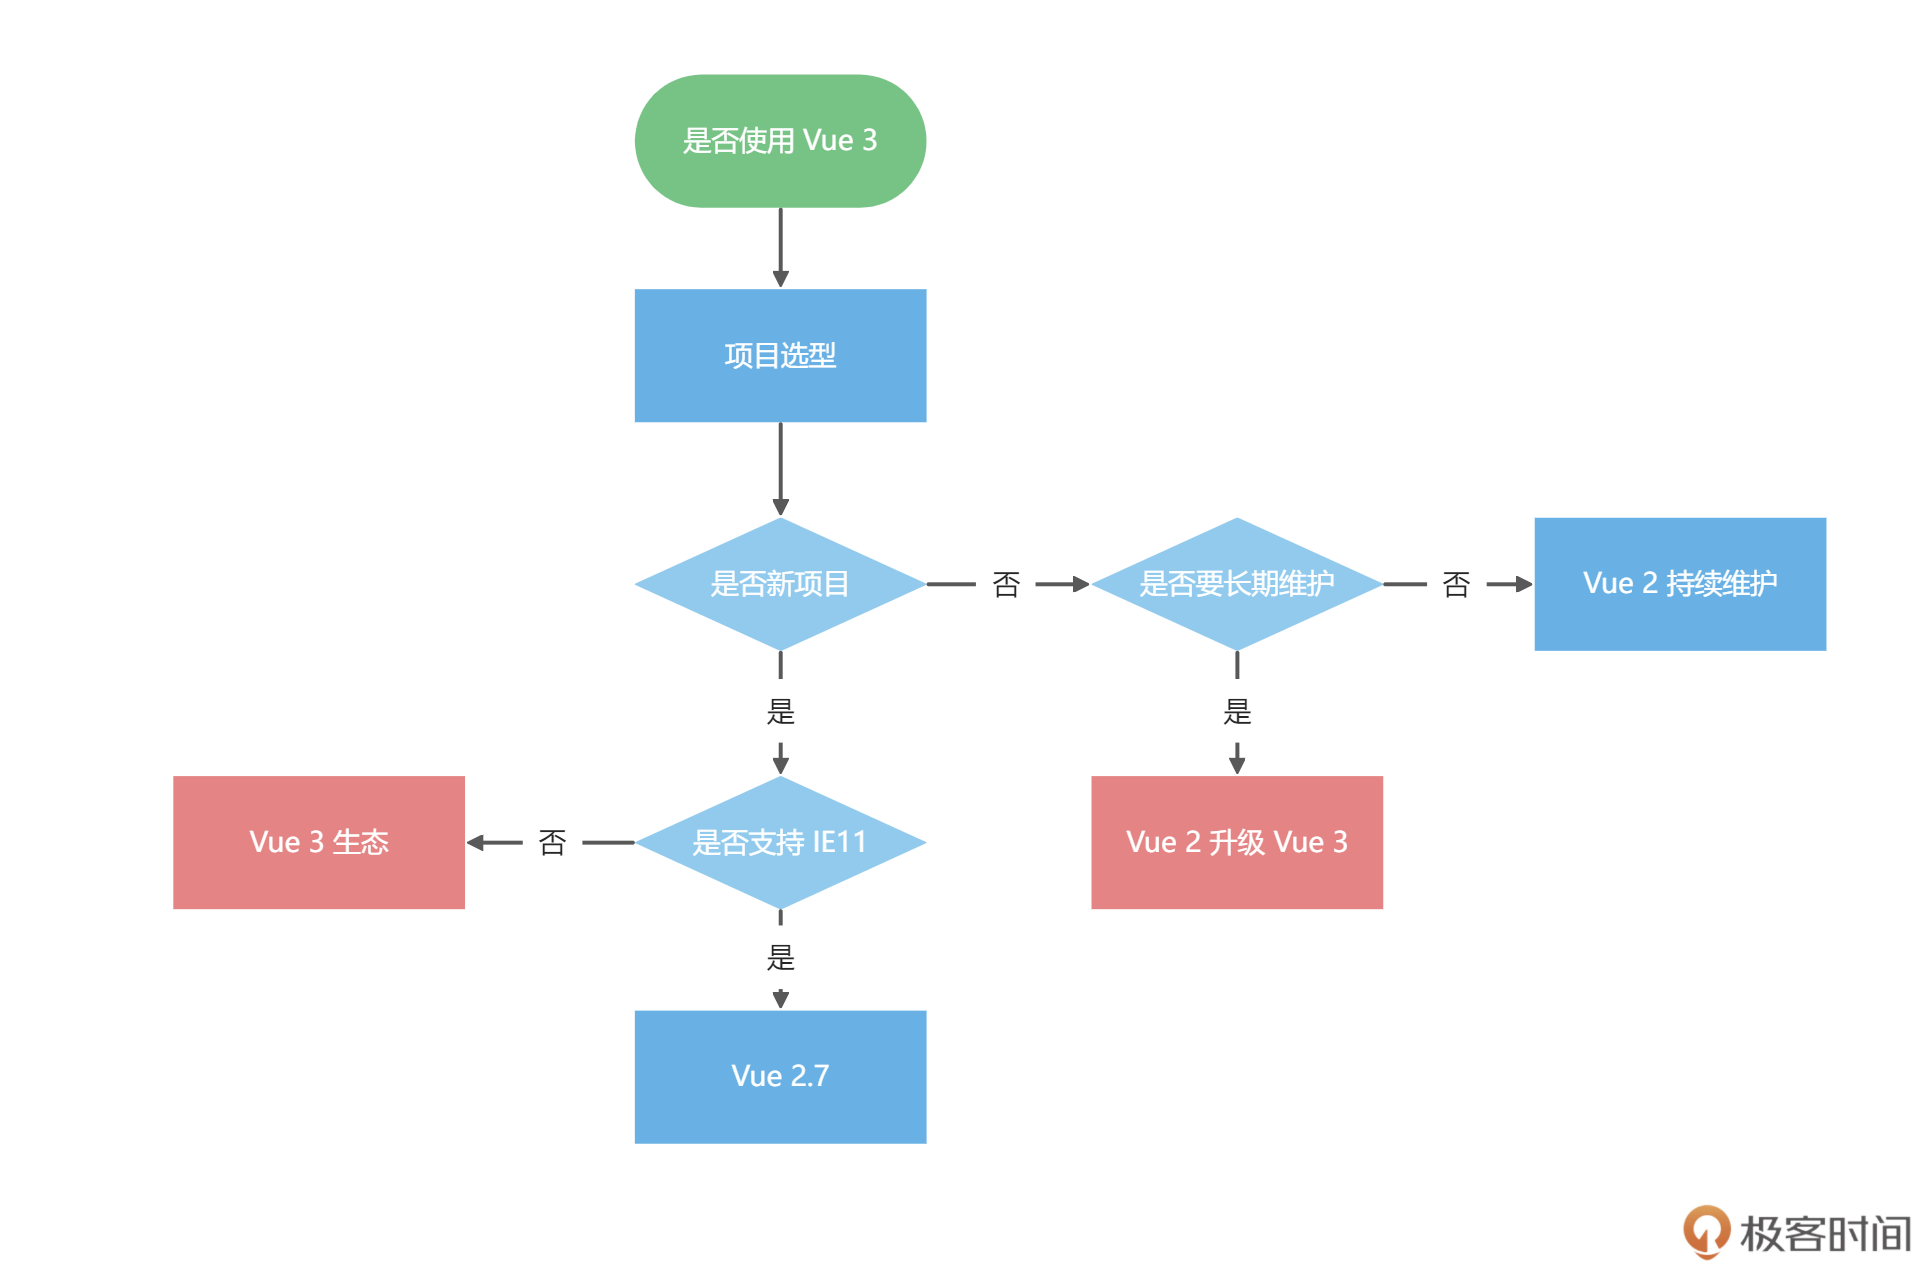 是否使用 Vue 3
项目选型
是否新项目
否
是否要长期维护
否
Vue 2 持续维护
是
是
Vue 3 生态
否
是否支持 IE11
Vue 2 升级 Vue 3
是
Vue 2.7
极客时间